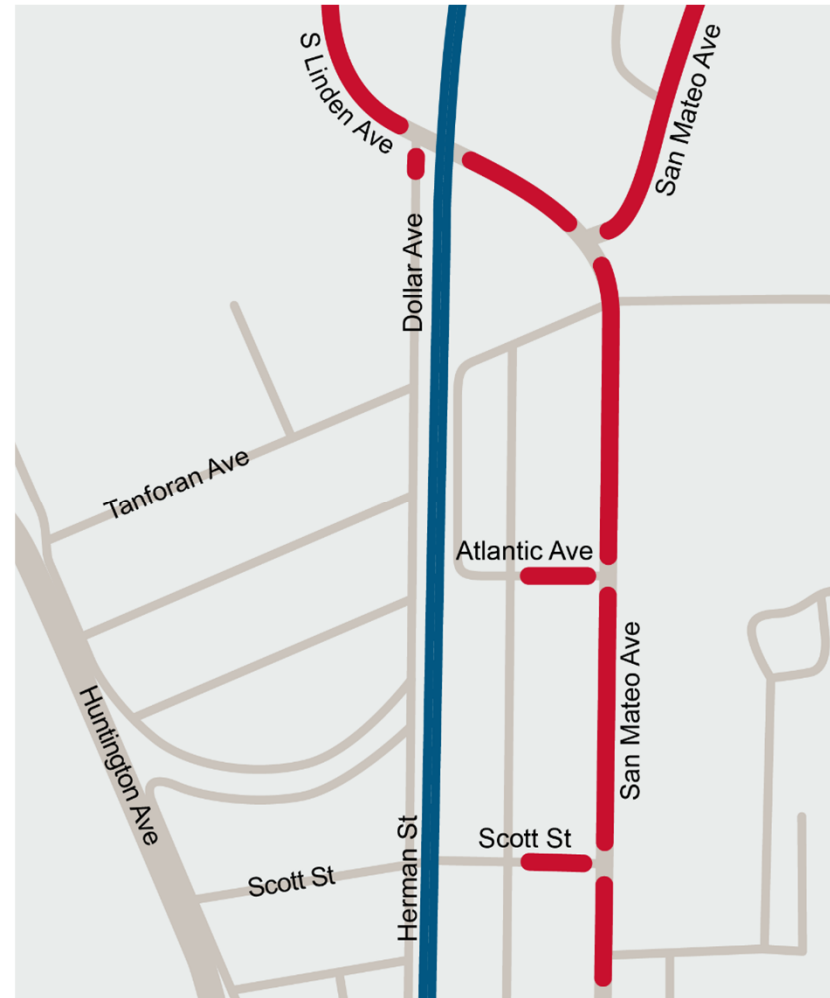 S Linden Ave
San Mateo Ave
Dollar Ave
Tanforan Ave
Atlantic Ave
San Mateo Ave
Huntington Ave
Scott St
Herman St
Scott St